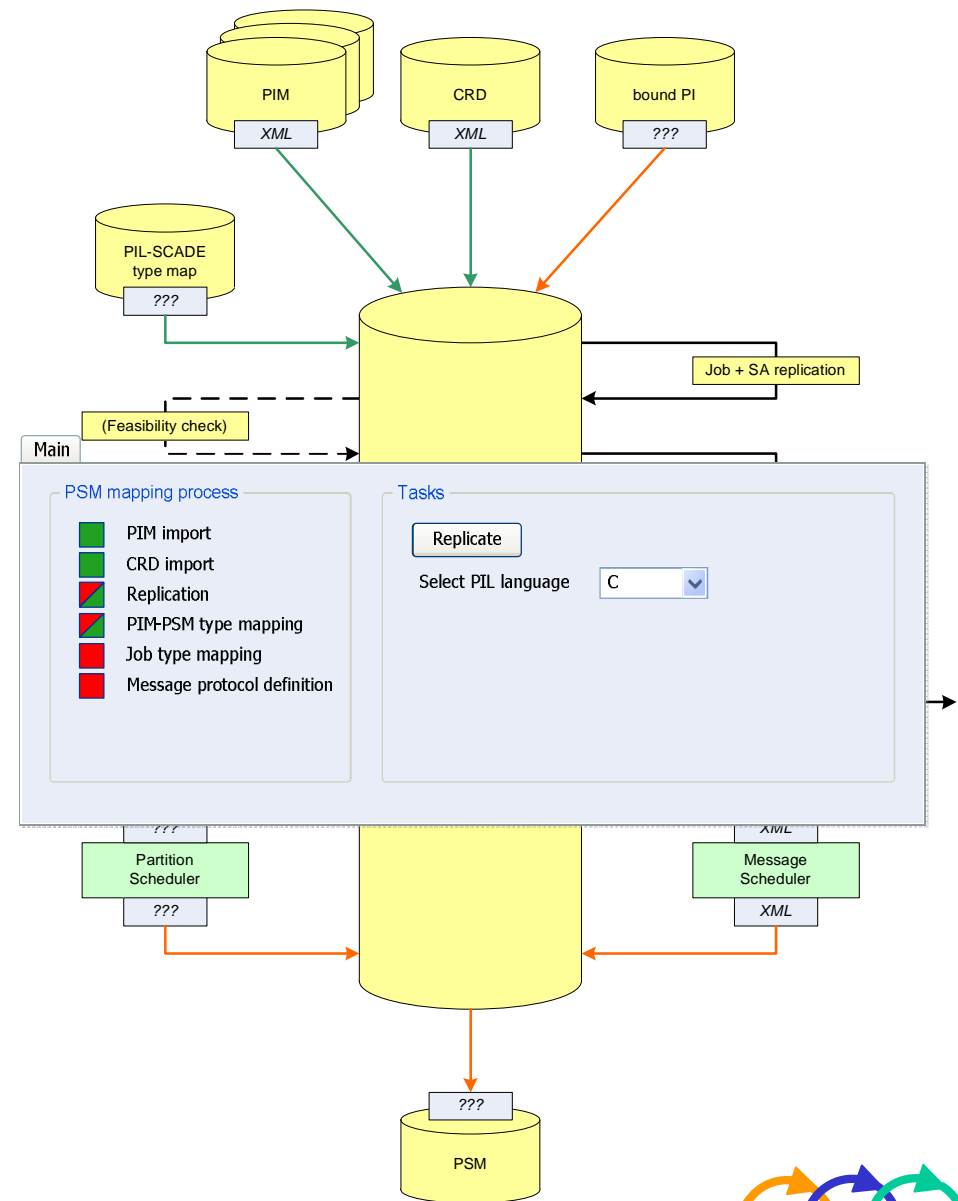 PIM
CRD
bound PI
XML
XML
???
PIL-SCADE
type map
???
Job + SA replication
(Feasibility check)
Main
PSM mapping process
Tasks
PIM import
CRD import
Replication
PIM-PSM type mapping
Job type mapping
Message protocol definition
Replicate
Select PIL language
C
???
XML
Partition
Scheduler
Message
Scheduler
???
XML
???
PSM